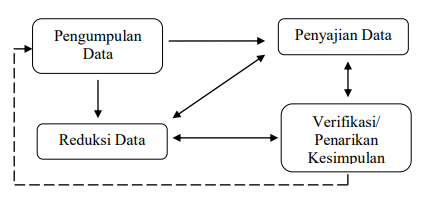 Pengumpulan
Data
Penyajian Data
Reduksi Data
Verifikasi/
Penarikan
Kesimpulan